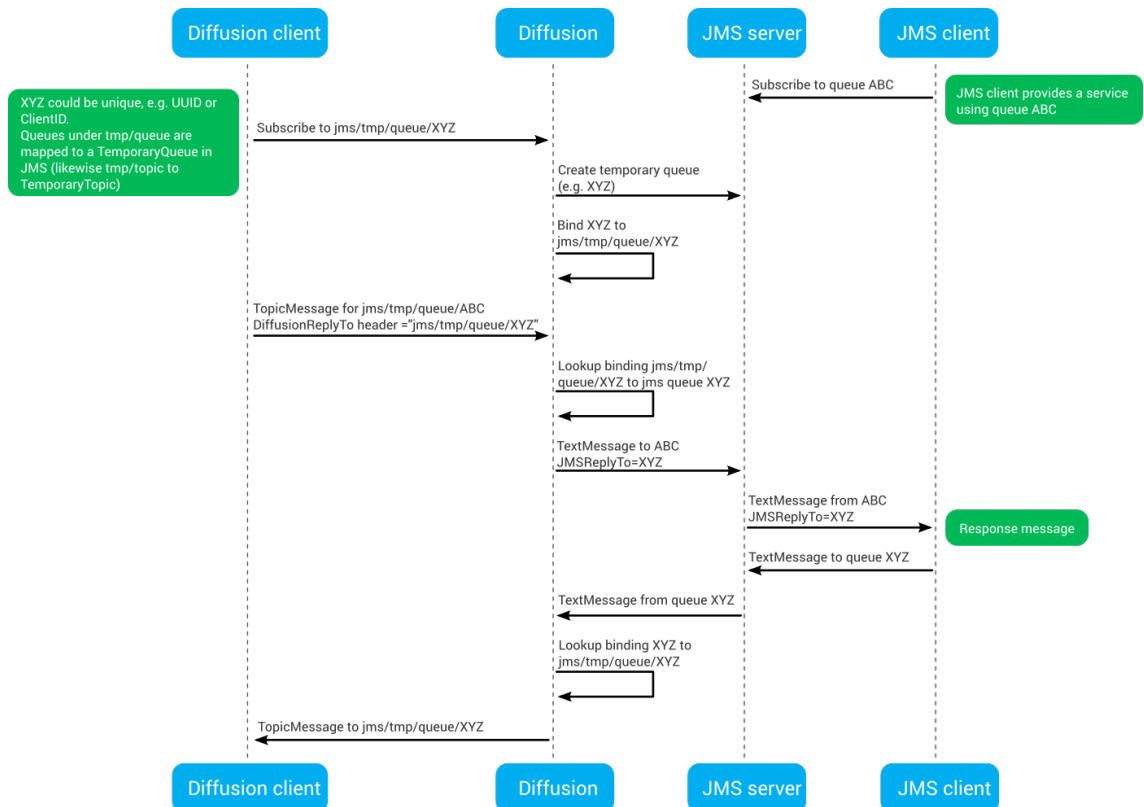 Diffusion client
Diffusion
JMS server
JMS client
Subscribe to queue ABC
JMS client provides a service
using queue ABC
XYZ could be unique, e.g. UUID or
ClientID.
Queues under tmp/queue are
mapped to a TemporaryQueue in
JMS (likewise tmp/topic to
TemporaryTopic)
Subscribe to jms/tmp/queue/XYZ
Create temporary queue
(e.g. XYZ)
Bind XYZ to
jms/tmp/queue/XYZ
TopicMessage for jms/tmp/queue/ABC
DiffusionReplyTo header ="jms/tmp/queue/XYZ"
Lookup binding jms/tmp/
queue/XYZ to jms queue XYZ
TextMessage to ABC
JMSReplyTo=XYZ
TextMessage from ABC
JMSReplyTo=XYZ
Response message
TextMessage to queue XYZ
TextMessage from queue XYZ
Lookup binding XYZ to
jms/tmp/queue/XYZ
TopicMessage to jms/tmp/queue/XYZ
Diffusion client
Diffusion
JMS server
JMS client